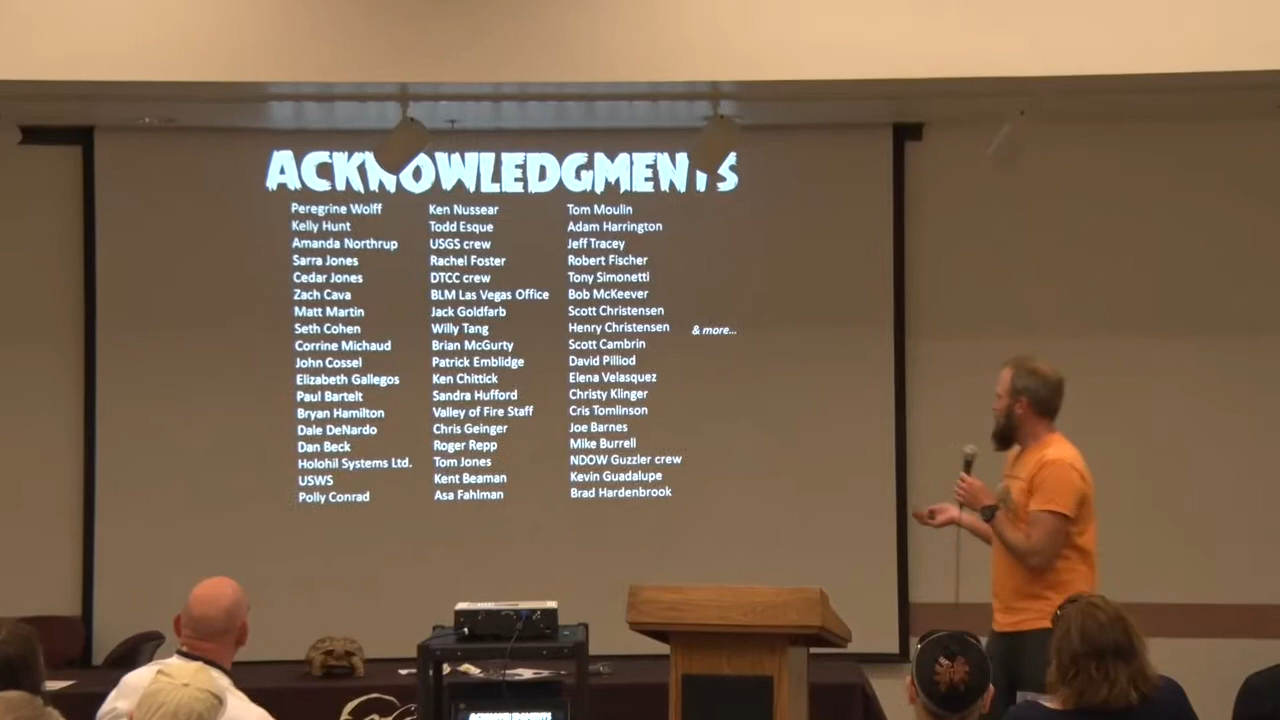 ACKNOWLEDGMENTS
Peregrine Wolff
Kelly Hunt
Amanda Northrup
Sarra Jones
Cedar Jones
Zach Cava
Matt Martin
Seth Cohen
Corrine Michaud
John Cossel
Elizabeth Gallegos
Paul Bartelt
Bryan Hamilton
Dale DeNardo
Dan Beck
Holohil Systems Ltd.
USWS
Polly Conrad
Ken Nussear
Todd Esque
USGS crew
Rachel Foster
DTCC crew
BLM Las Vegas Office
Jack Goldfarb
Willy Tang
Brian McGurty
Patrick Emblidge
Ken Chittick
Sandra Hufford
Valley of Fire Staff
Chris Geinger
Roger Repp
Tom Jones
Kent Beaman
Asa Fahlman
Tom Moulin
Adam Harrington
Jeff Tracey
Robert Fischer
Tony Simonetti
Bob McKeever
Scott Christensen
Henry Christensen
Scott Cambrin
David Pilliod
Elena Velasquez
Christy Klinger
Cris Tomlinson
Joe Barnes
Mike Burrell
NDOW Guzzler crew
Kevin Guadalupe
Brad Hardenbrook
& more...
ACKNOWLEDGMENTS